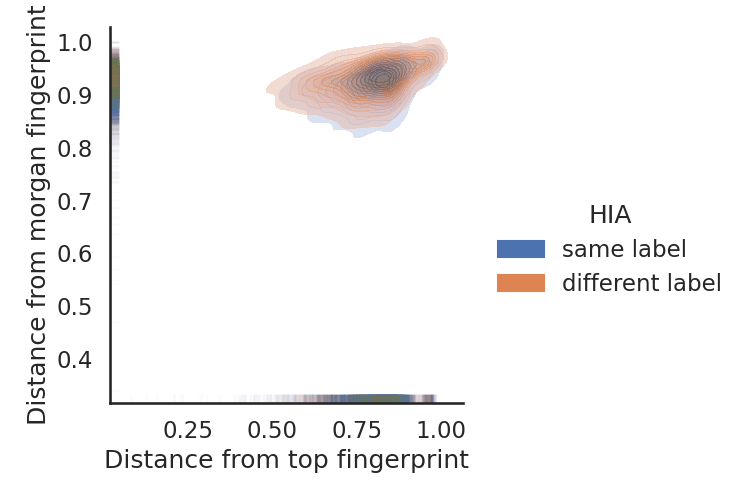 Distance from morgan fingerprint
1.0
0.9
0.8
0.7
0.6
0.5
0.4
0.25 0.50 0.75 1.00
Distance from top fingerprint
HIA
same label
different label